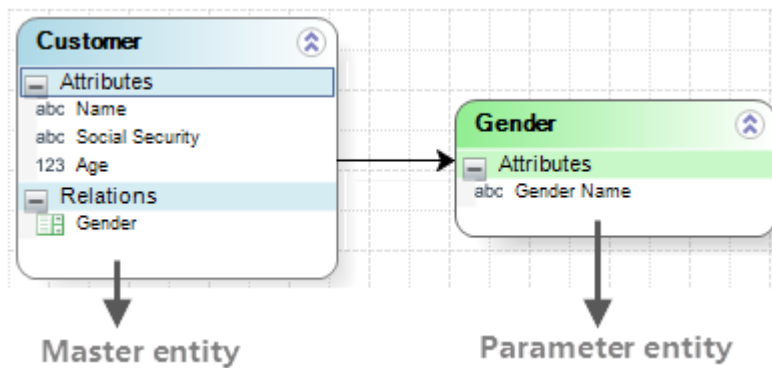 Customer
Attributes
abc Name
abc Social Security
123 Age
Relations
Gender
Master entity
Gender
Attributes
abc Gender Name
Parameter entity